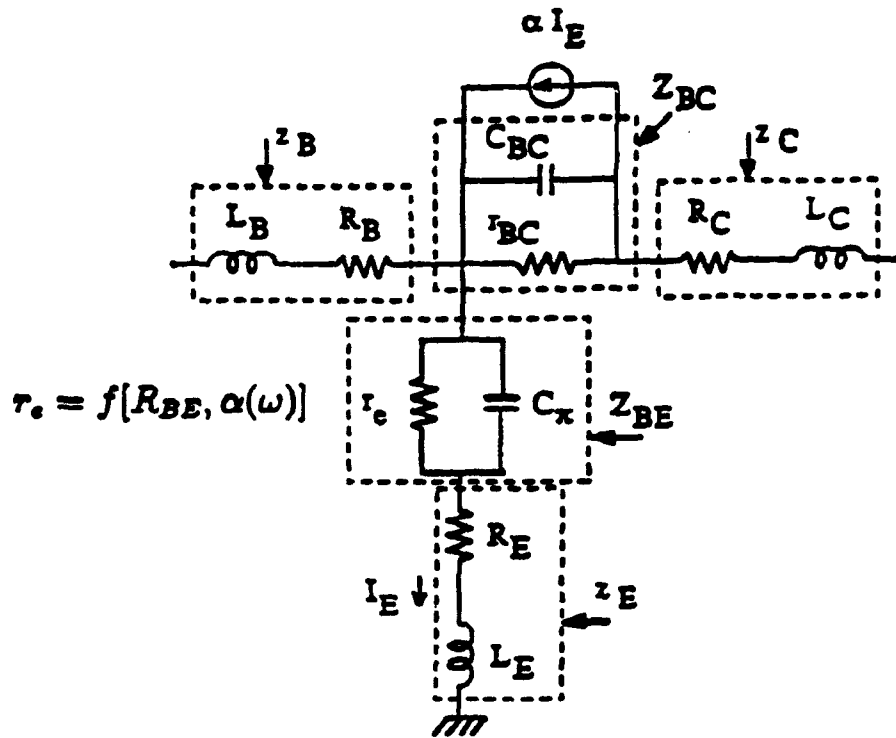 α I_E
Z_BC
C_BC
z_B
z_C
L_B
R_B
r_BC
R_C
L_C
r_e = f[R_BE, α(ω)]
r_e
C_π
Z_BE
R_E
I_E
z_E
L_E